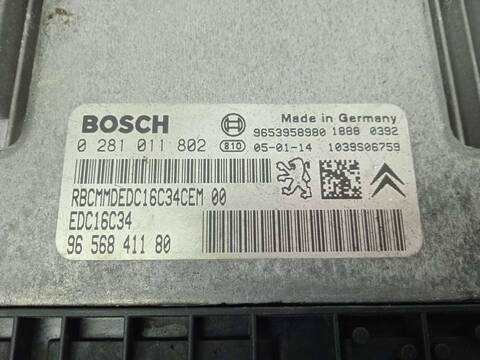 BOSCH
Made in Germany
0 281 011 802
9653958980 1888 0392
810 05-01-14 1039S06759
RBCMMDEDC16C34CEM 00
EDC16C34
96 568 411 80